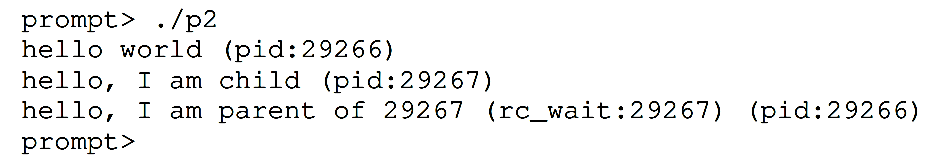 prompt> ./p2
hello world (pid:29266)
hello, I am child (pid:29267)
hello, I am parent of 29267 (rc_wait:29267) (pid:29266)
prompt>